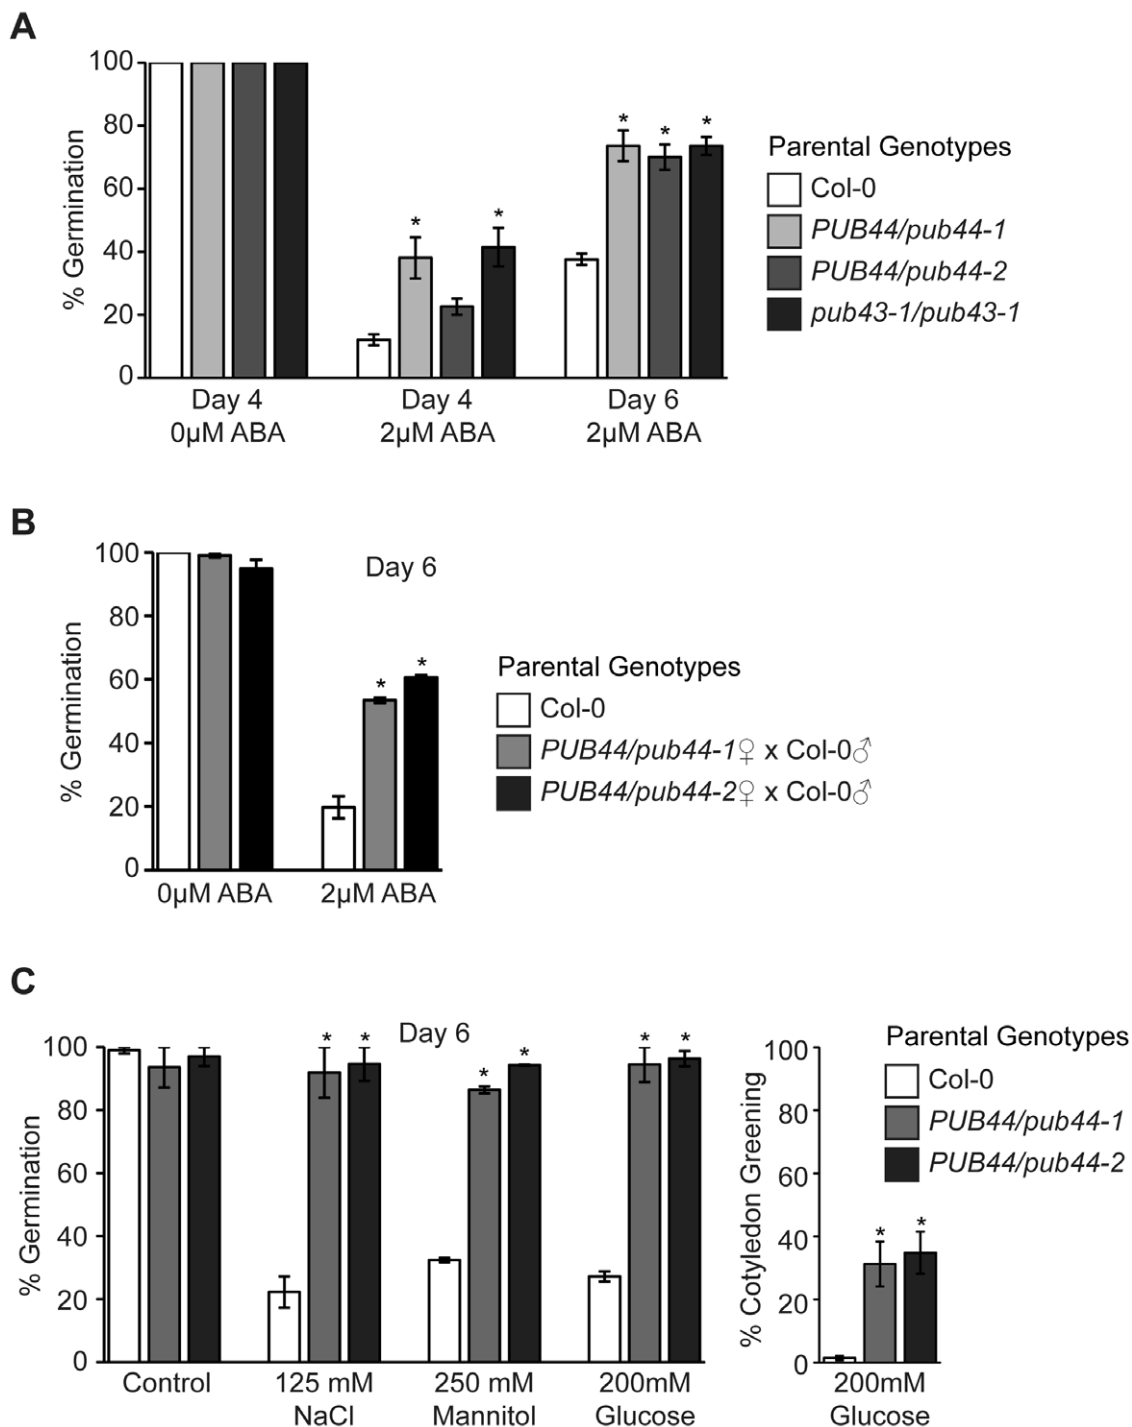 A
100
80
60
40
20
0
% Germination
* * * * *
Day 4 Day 4 Day 6
0µM ABA 2µM ABA 2µM ABA
Parental Genotypes
Col-0
PUB44/pub44-1
PUB44/pub44-2
pub43-1/pub43-1
B
100
80
60
40
20
0
% Germination
Day 6
* *
0µM ABA 2µM ABA
Parental Genotypes
Col-0
PUB44/pub44-1♀ x Col-0♂
PUB44/pub44-2♀ x Col-0♂
C
100
80
60
40
20
0
% Germination
Day 6
* * * * * *
Control 125 mM 250 mM 200mM
NaCl Mannitol Glucose
100
80
60
40
20
0
% Cotyledon Greening
* *
200mM
Glucose
Parental Genotypes
Col-0
PUB44/pub44-1
PUB44/pub44-2